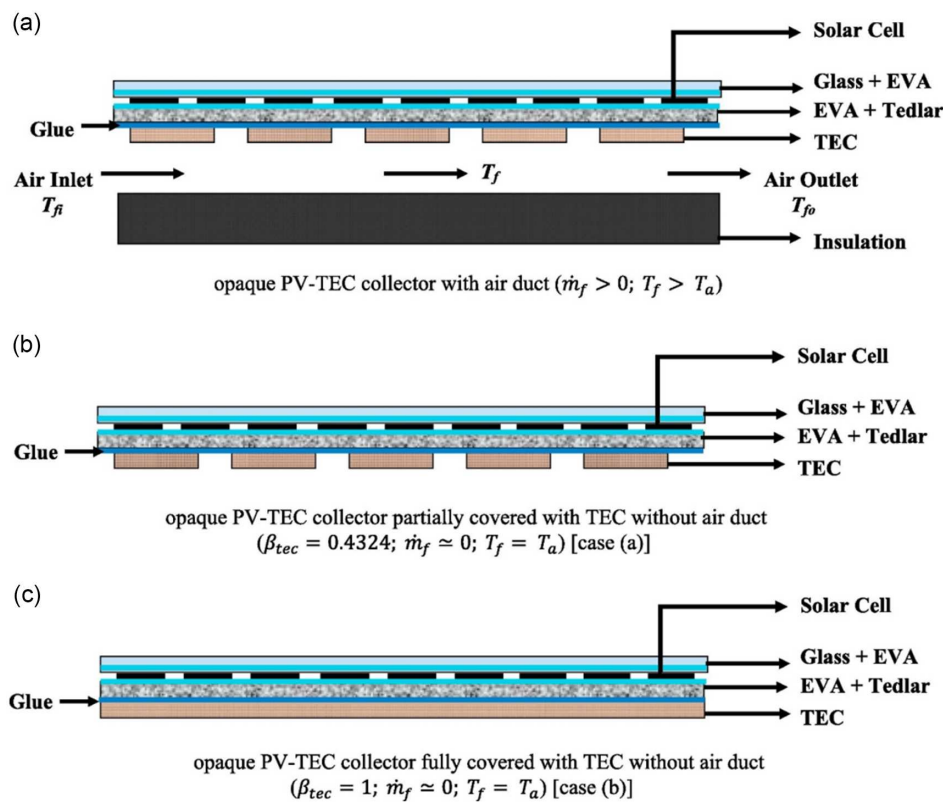 (a)
Solar Cell
Glass + EVA
EVA + Tedlar
Glue
TEC
Air Inlet
T_fi
T_f
Air Outlet
T_fo
Insulation
opaque PV-TEC collector with air duct (ṁ_f > 0; T_f > T_a)
(b)
Solar Cell
Glass + EVA
EVA + Tedlar
Glue
TEC
opaque PV-TEC collector partially covered with TEC without air duct
(β_tec = 0.4324; ṁ_f ≃ 0; T_f = T_a) [case (a)]
(c)
Solar Cell
Glass + EVA
EVA + Tedlar
Glue
TEC
opaque PV-TEC collector fully covered with TEC without air duct
(β_tec = 1; ṁ_f ≃ 0; T_f = T_a) [case (b)]